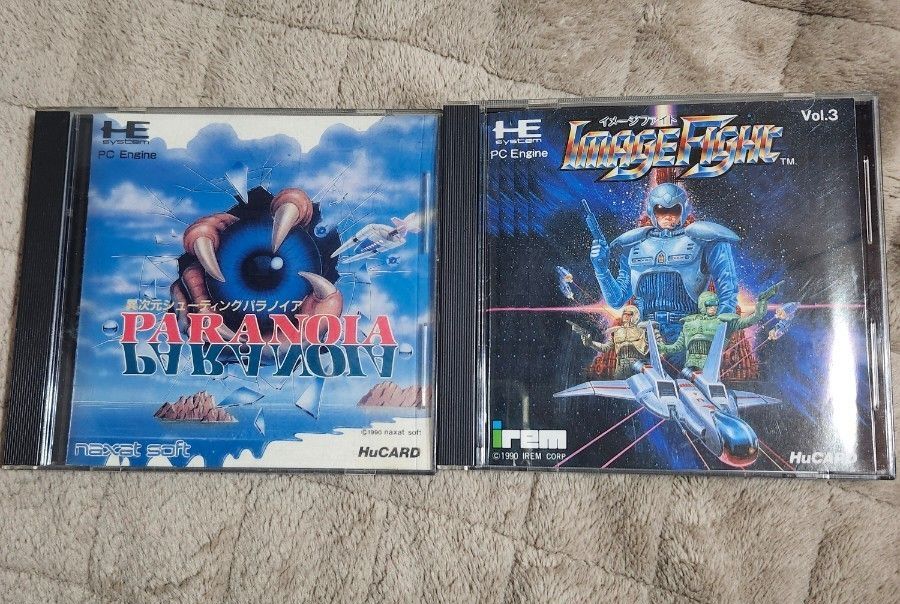 HE
system
PC Engine
異次元シューティングパラノイア
PARANOIA
PARANOIA
©1990 naxat soft
naxat soft
HuCARD
HE
system
PC Engine
イメージファイト
IMAGE FIGHT
TM
Vol.3
irem
©1990 IREM CORP.
HuCARD